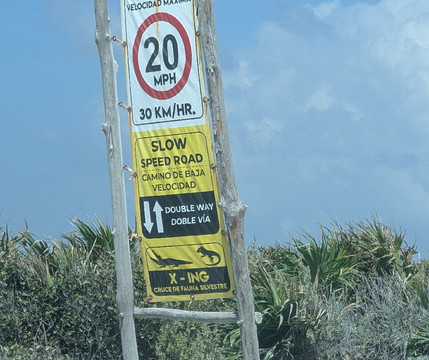 VELOCIDAD MAXIMA
20
MPH
30 KM/HR.
SLOW
SPEED ROAD
CAMINO DE BAJA
VELOCIDAD
DOUBLE WAY
DOBLE VÍA
X - ING
CRUCE DE FAUNA SILVESTRE